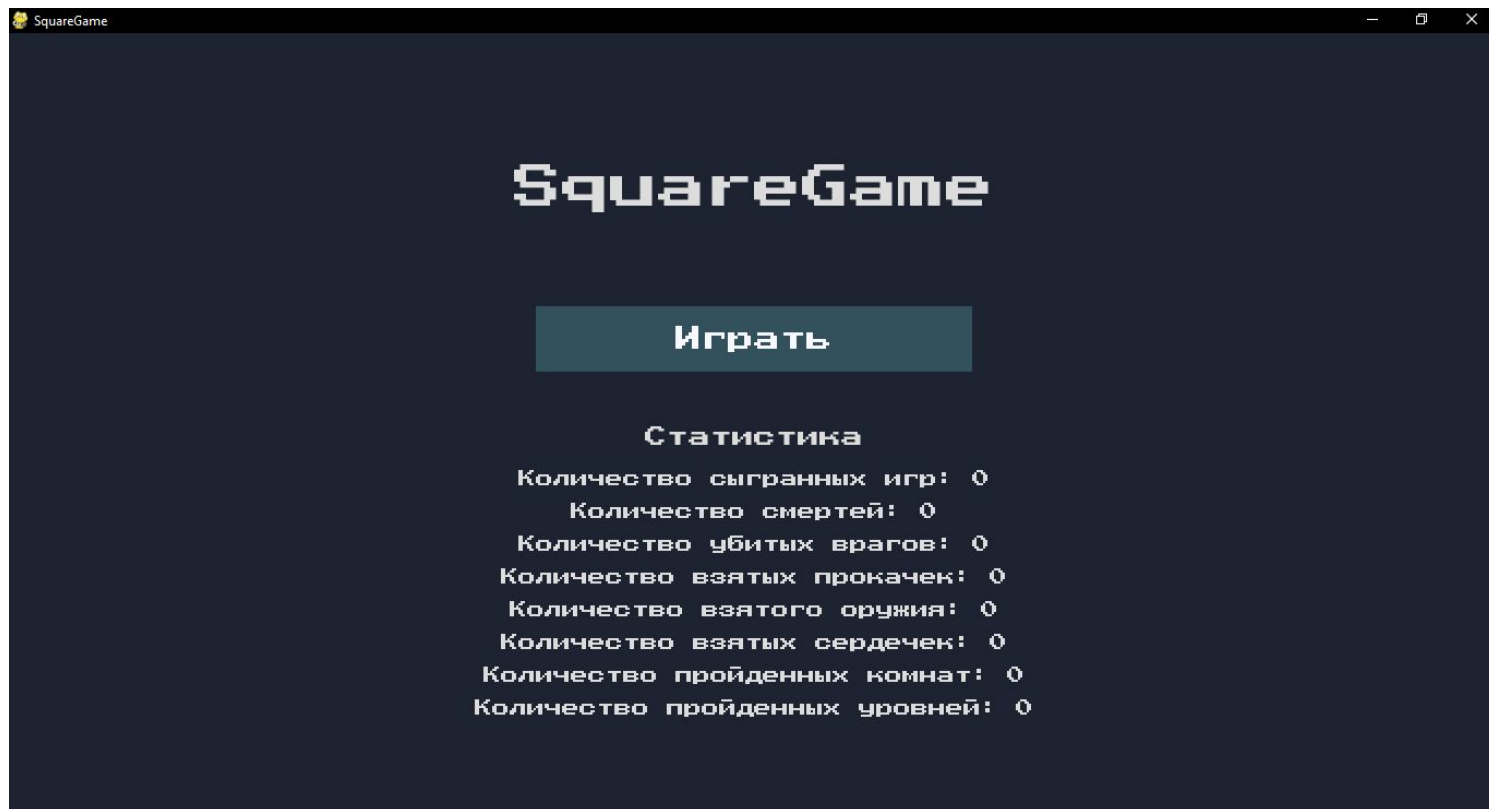 SquareGame
SquareGame
Играть
Статистика
Количество сыгранных игр: 0
Количество смертей: 0
Количество убитых врагов: 0
Количество взятых прокачек: 0
Количество взятого оружия: 0
Количество взятых сердечек: 0
Количество пройденных комнат: 0
Количество пройденных уровней: 0